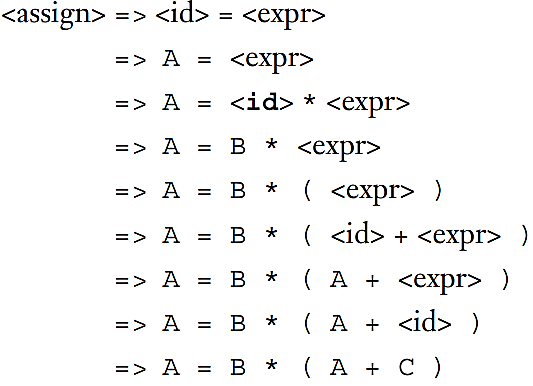 <assign> => <id> = <expr>
=> A = <expr>
=> A = <id> * <expr>
=> A = B * <expr>
=> A = B * ( <expr> )
=> A = B * ( <id> + <expr> )
=> A = B * ( A + <expr> )
=> A = B * ( A + <id> )
=> A = B * ( A + C )